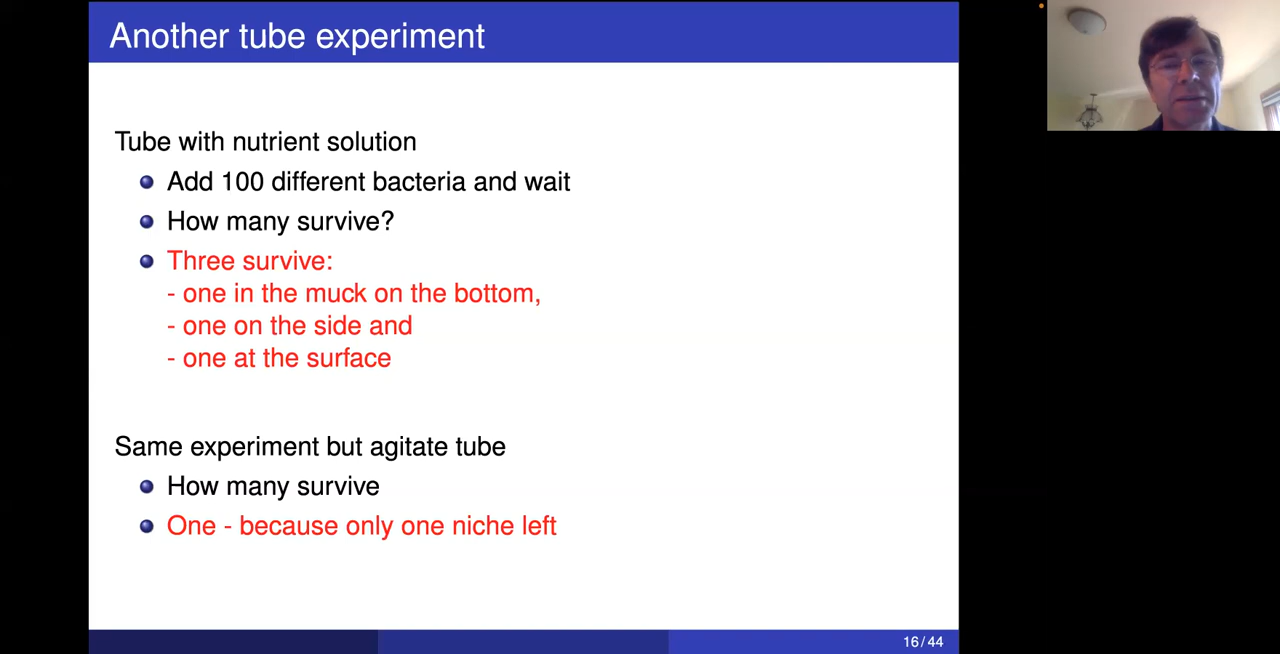 Another tube experiment
Tube with nutrient solution
Add 100 different bacteria and wait
How many survive?
Three survive:
- one in the muck on the bottom,
- one on the side and
- one at the surface
Same experiment but agitate tube
How many survive
One - because only one niche left
16 / 44